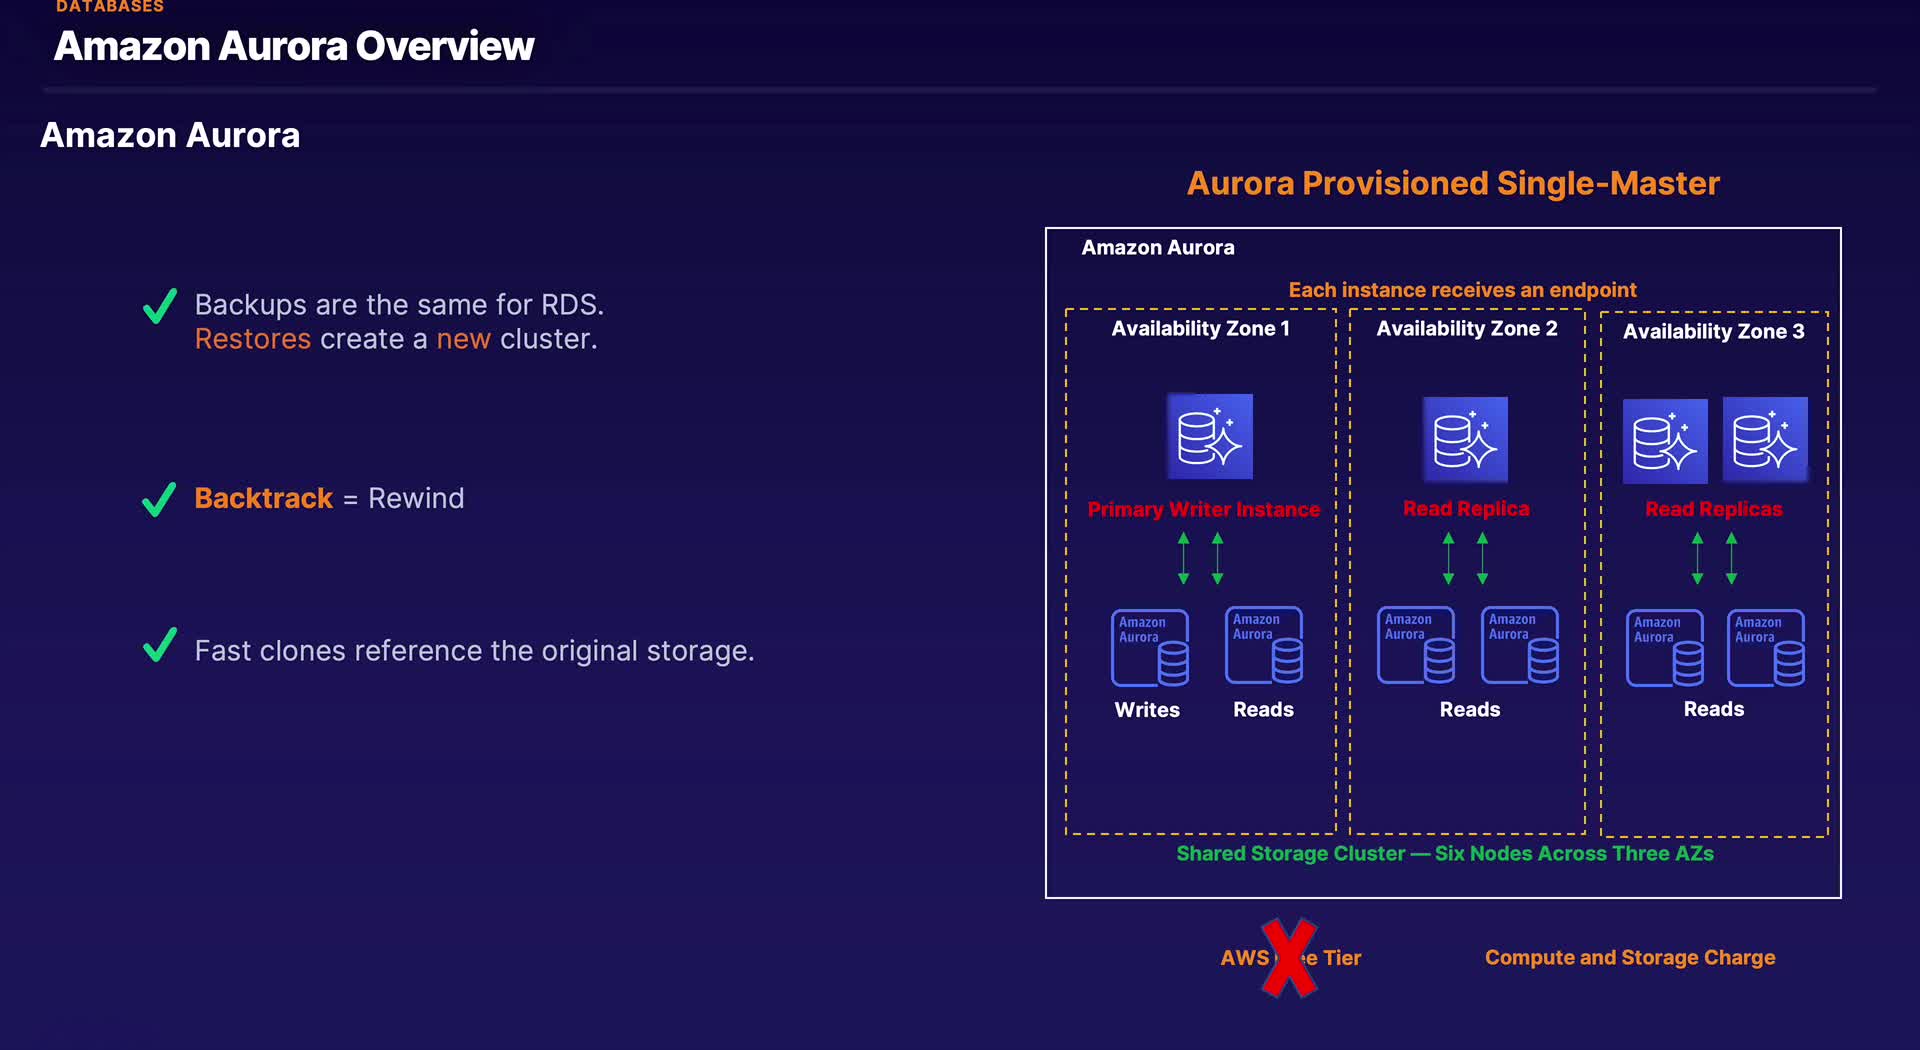 DATABASES
Amazon Aurora Overview
Amazon Aurora
Backups are the same for RDS.
Restores create a new cluster.
Backtrack = Rewind
Fast clones reference the original storage.
Aurora Provisioned Single-Master
Amazon Aurora
Each instance receives an endpoint
Availability Zone 1
Primary Writer Instance
Amazon
Aurora
Amazon
Aurora
Writes
Reads
Availability Zone 2
Read Replica
Amazon
Aurora
Amazon
Aurora
Reads
Availability Zone 3
Read Replicas
Amazon
Aurora
Amazon
Aurora
Reads
Shared Storage Cluster — Six Nodes Across Three AZs
AWS Tier
Compute and Storage Charge